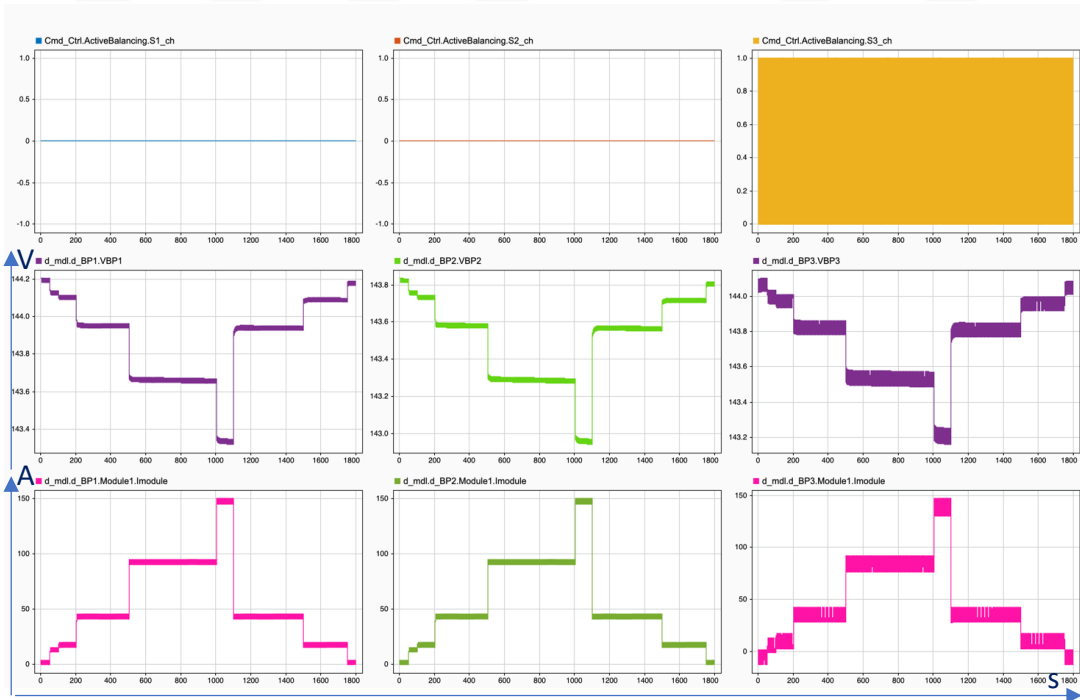 Cmd_Ctrl.ActiveBalancing.S1_ch
1.0
0.5
0
-0.5
-1.0
0 200 400 600 800 1000 1200 1400 1600 1800
Cmd_Ctrl.ActiveBalancing.S2_ch
1.0
0.5
0
-0.5
-1.0
0 200 400 600 800 1000 1200 1400 1600 1800
Cmd_Ctrl.ActiveBalancing.S3_ch
1.0
0.8
0.6
0.4
0.2
0
0 200 400 600 800 1000 1200 1400 1600 1800
V
d_mdl.d_BP1.VBP1
144.2
144.0
143.8
143.6
143.4
0 200 400 600 800 1000 1200 1400 1600 1800
d_mdl.d_BP2.VBP2
143.8
143.6
143.4
143.2
143.0
0 200 400 600 800 1000 1200 1400 1600 1800
d_mdl.d_BP3.VBP3
144.0
143.8
143.6
143.4
143.2
0 200 400 600 800 1000 1200 1400 1600 1800
A
d_mdl.d_BP1.Module1.Imodule
150
100
50
0
0 200 400 600 800 1000 1200 1400 1600 1800
d_mdl.d_BP2.Module1.Imodule
150
100
50
0
0 200 400 600 800 1000 1200 1400 1600 1800
d_mdl.d_BP3.Module1.Imodule
150
100
50
0
0 200 400 600 800 1000 1200 1400 1600 1800
S